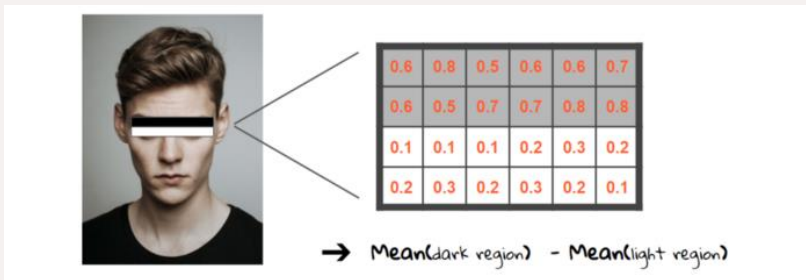 0.6 0.8 0.5 0.6 0.6 0.7
0.6 0.5 0.7 0.7 0.8 0.8
0.1 0.1 0.1 0.2 0.3 0.2
0.2 0.3 0.2 0.3 0.2 0.1
→ Mean(dark region) - Mean(light region)